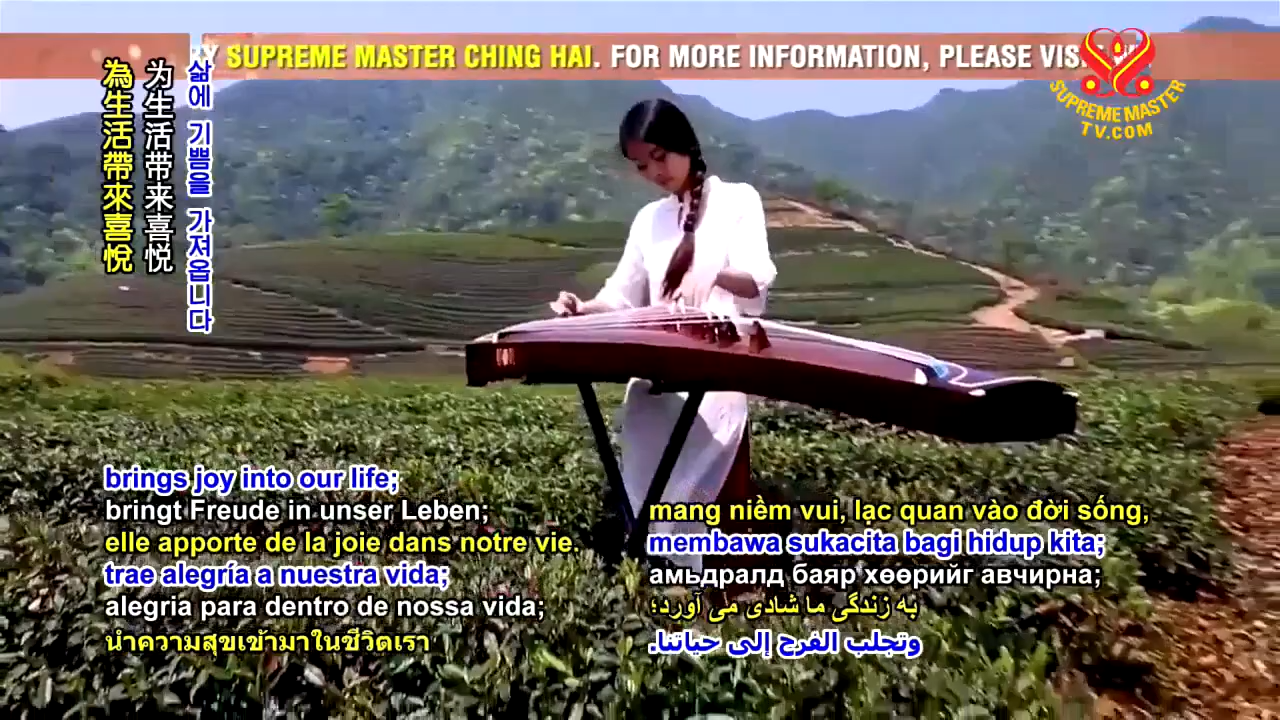 SUPREME MASTER CHING HAI. FOR MORE INFORMATION, PLEASE
SUPREME MASTER
TV.COM
為生活帶來喜悅
为生活带来喜悦
삶에 기쁨을 가져옵니다
brings joy into our life;
bringt Freude in unser Leben;
elle apporte de la joie dans notre vie.
trae alegría a nuestra vida;
alegria para dentro de nossa vida;
นำความสุขเข้ามาในชีวิตเรา
mang niềm vui, lạc quan vào đời sống,
membawa sukacita bagi hidup kita;
амьдралд баяр хөөрийг авчирна;
به زندگی ما شادی می آورد؛
وتجلب الفرح إلى حياتنا.